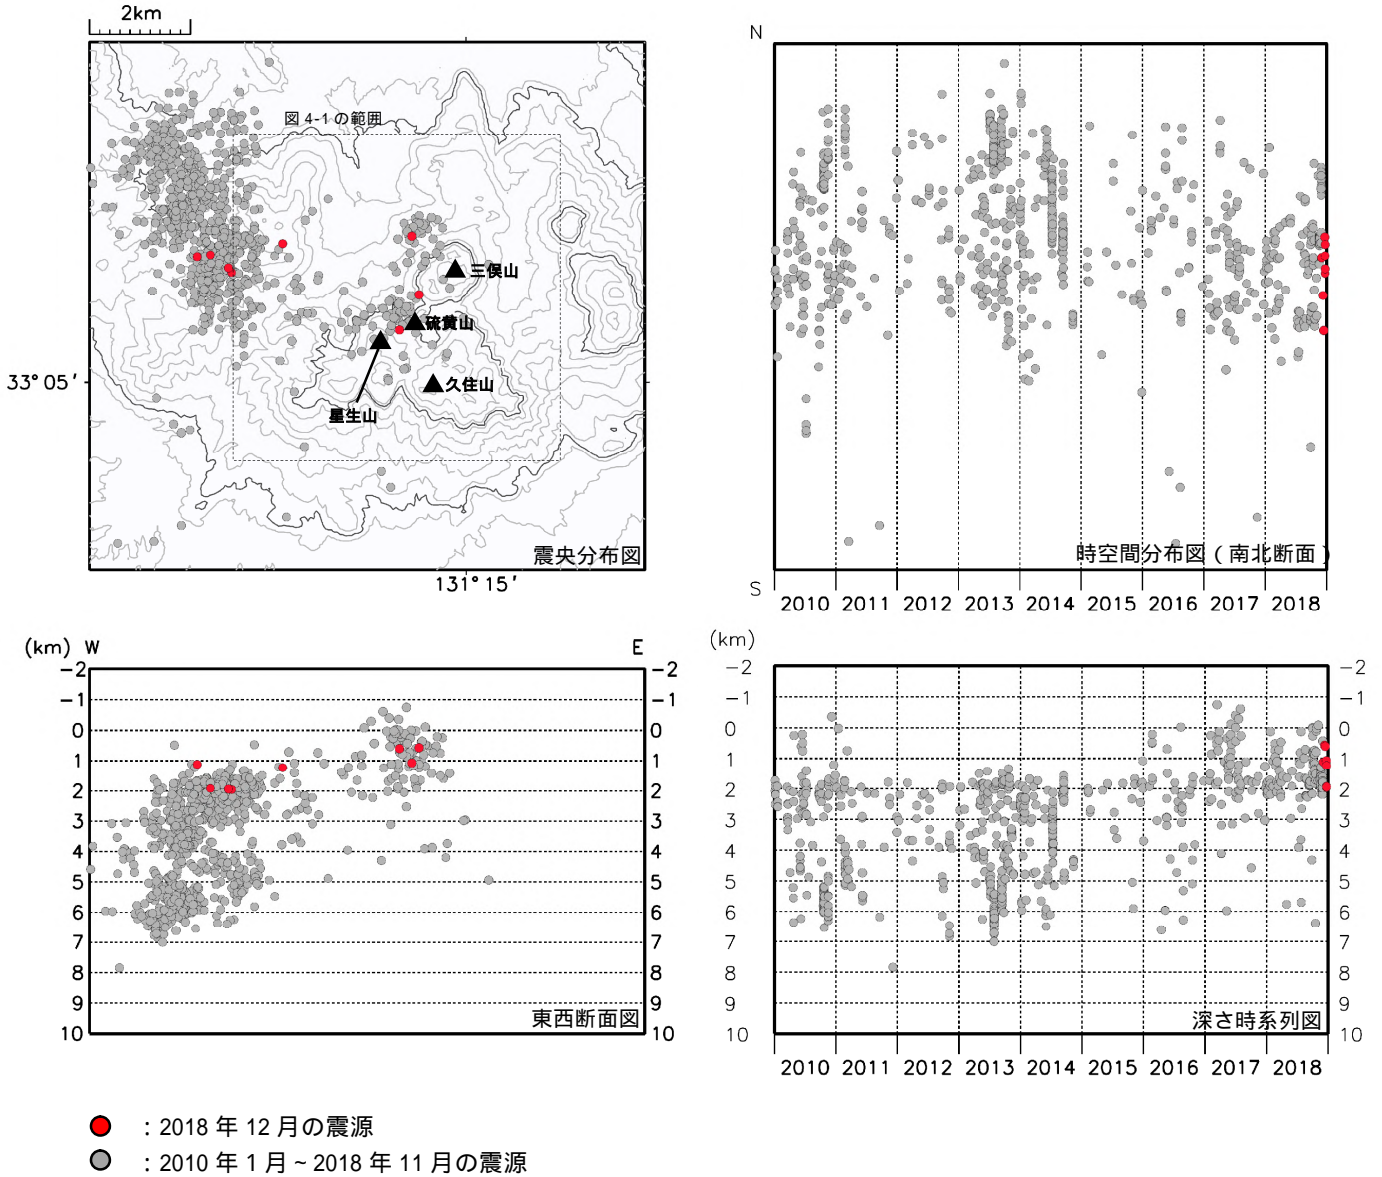 2km
図 4-1 の範囲
三俣山
硫黄山
33° 05′
久住山
星生山
震央分布図
131° 15′
N
時空間分布図 ( 南北断面 )
S
2010 2011 2012 2013 2014 2015 2016 2017 2018
(km) W E
-2 -2
-1 -1
0 0
1 1
2 2
3 3
4 4
5 5
6 6
7 7
8 8
9 9
10 10
東西断面図
(km)
-2 -2
-1 -1
0 0
1 1
2 2
3 3
4 4
5 5
6 6
7 7
8 8
9 9
10 10
深さ時系列図
2010 2011 2012 2013 2014 2015 2016 2017 2018
: 2018 年 12 月の震源
: 2010 年 1 月 ~ 2018 年 11 月の震源